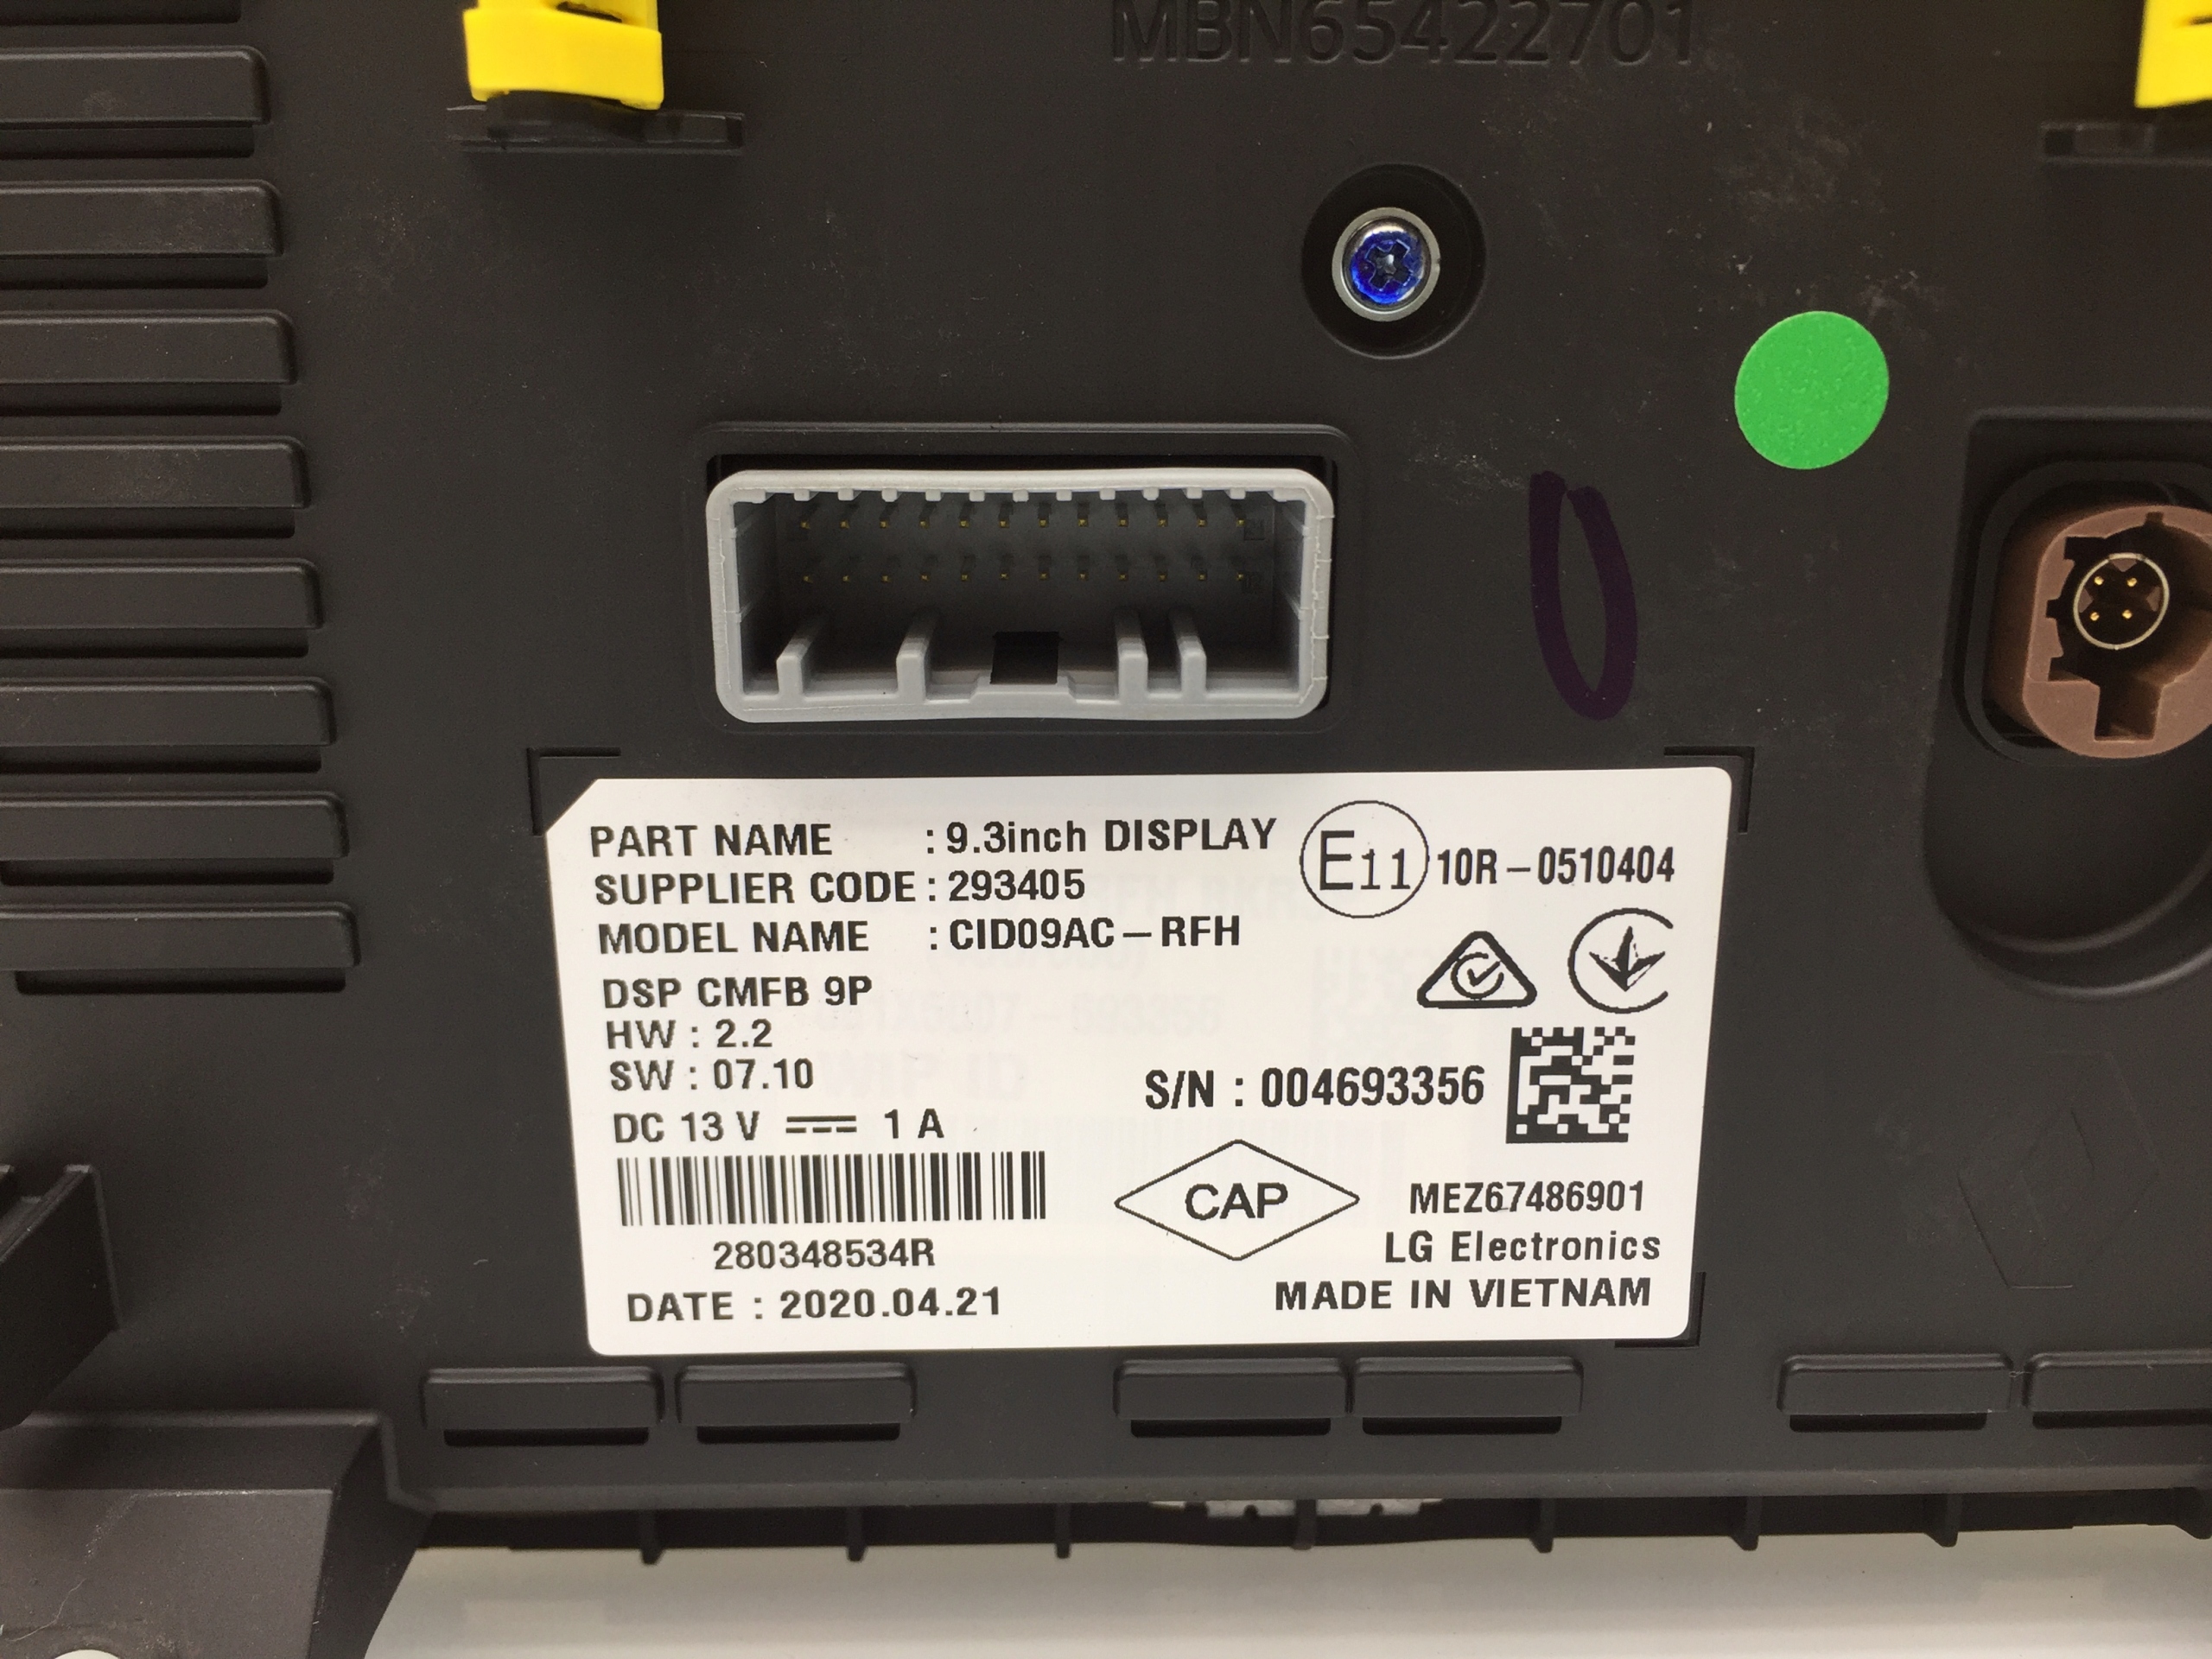 MBN65422701
PART NAME : 9.3inch DISPLAY
SUPPLIER CODE : 293405
MODEL NAME : CID09AC-RFH
E11 10R-0510404
DSP CMFB 9P
HW : 2.2
SW : 07.10
DC 13 V ⎓ 1 A
S/N : 004693356
280348534R
DATE : 2020.04.21
CAP
MEZ67486901
LG Electronics
MADE IN VIETNAM